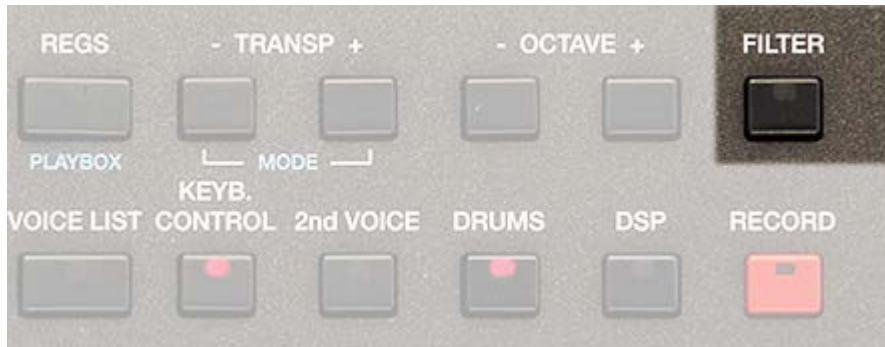 REGS - TRANSP + - OCTAVE + FILTER
PLAYBOX MODE
KEYB.
VOICE LIST CONTROL 2nd VOICE DRUMS DSP RECORD